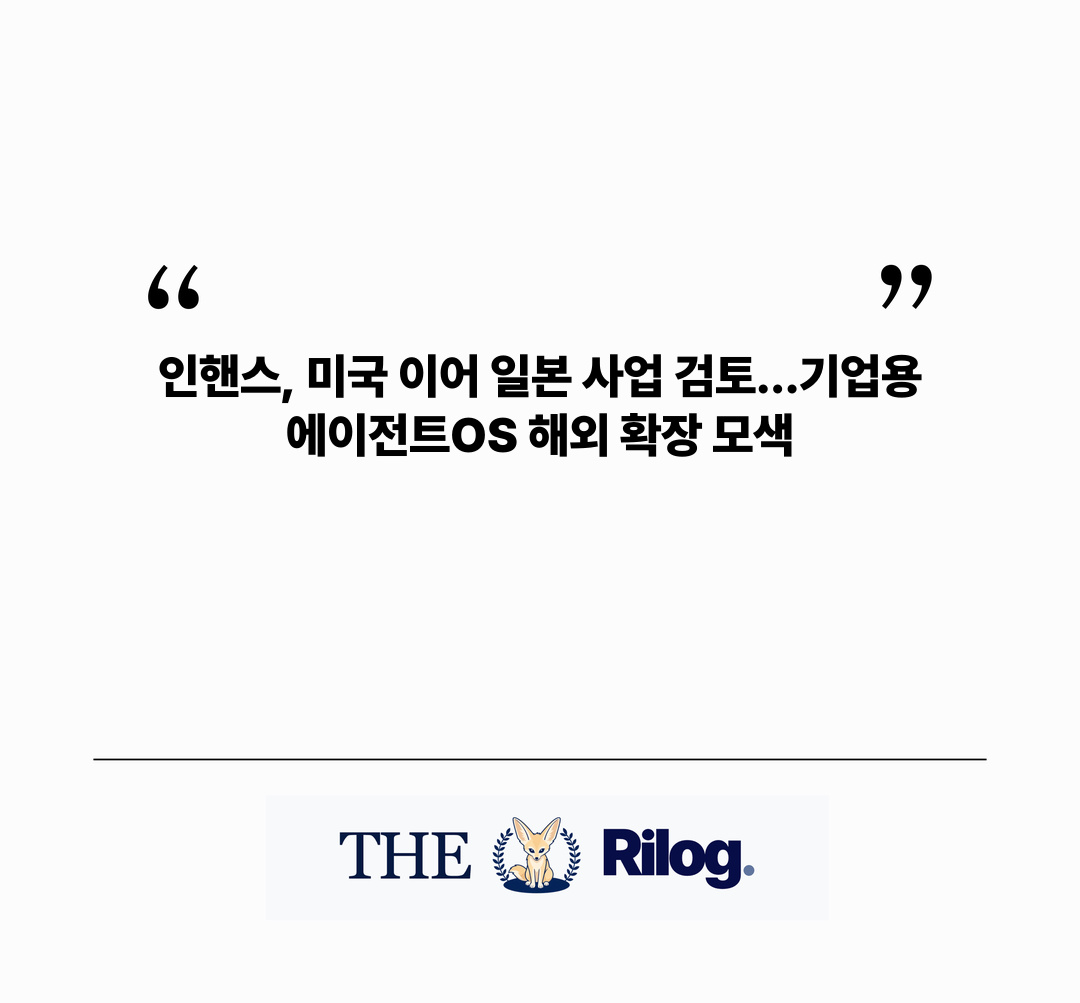 “ ”
인핸스, 미국 이어 일본 사업 검토...기업용
에이전트OS 해외 확장 모색
THE Rilog.